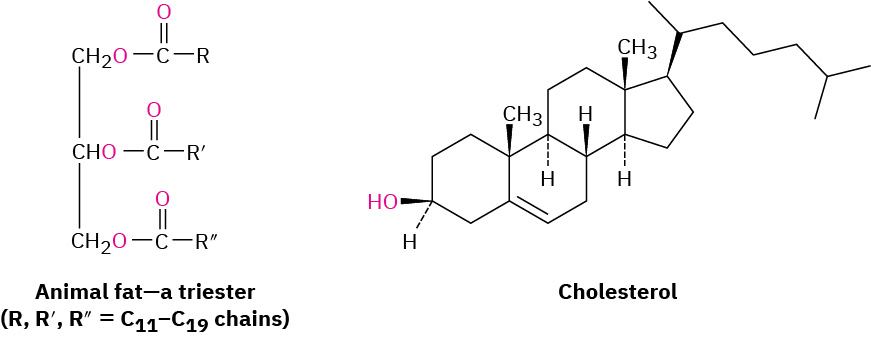 O
CH₂O—C—R
O
CHO—C—R′
O
CH₂O—C—R″
Animal fat—a triester
(R, R′, R″ = C₁₁–C₁₉ chains)
CH₃
CH₃ H
H H
HO
H
Cholesterol